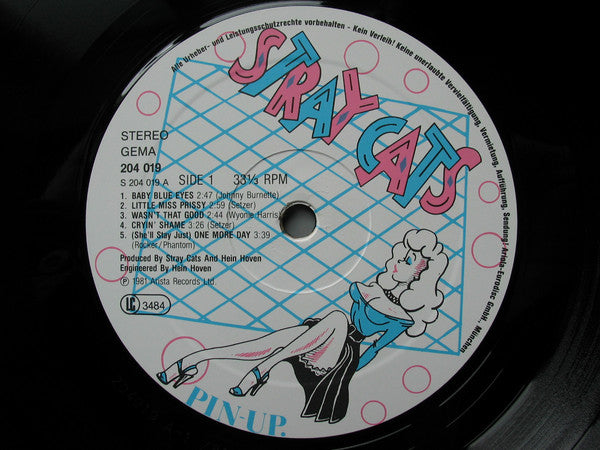 Alle Urheber- und Leistungsschutzrechte vorbehalten - Kein Verleih! Keine unerlaubte Vervielfältigung, Vermietung, Aufführung, Sendung! Ariola-Eurodisc GmbH., München
STRAY CATS
STEREO
GEMA
204 019
S 204 019 A SIDE 1 33⅓ RPM
1. BABY BLUE EYES 2:47 (Johnny Burnette)
2. LITTLE MISS PRISSY 2:59 (Setzer)
3. WASN'T THAT GOOD 2:44 (Wyonie Harris)
4. CRYIN' SHAME 3:26 (Setzer)
5. (She'll Stay Just) ONE MORE DAY 3:39
(Rocker/Phantom)
Produced By Stray Cats And Hein Hoven
Engineered By Hein Hoven
℗ 1981 Arista Records Ltd.
LC 3484
PIN-UP.